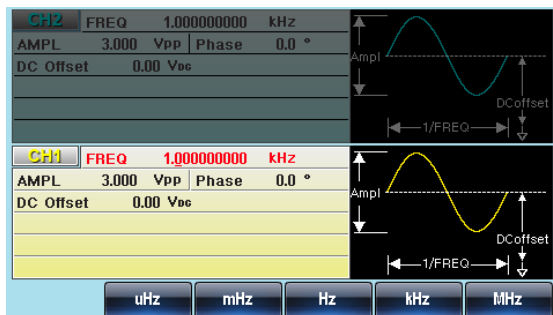 CH2 FREQ 1.000000000 kHz
AMPL 3.000 Vpp Phase 0.0 °
DC Offset 0.00 VDC
Ampl
DCoffset
1/FREQ
CH1 FREQ 1.000000000 kHz
AMPL 3.000 Vpp Phase 0.0 °
DC Offset 0.00 VDC
Ampl
DCoffset
1/FREQ
uHz mHz Hz kHz MHz